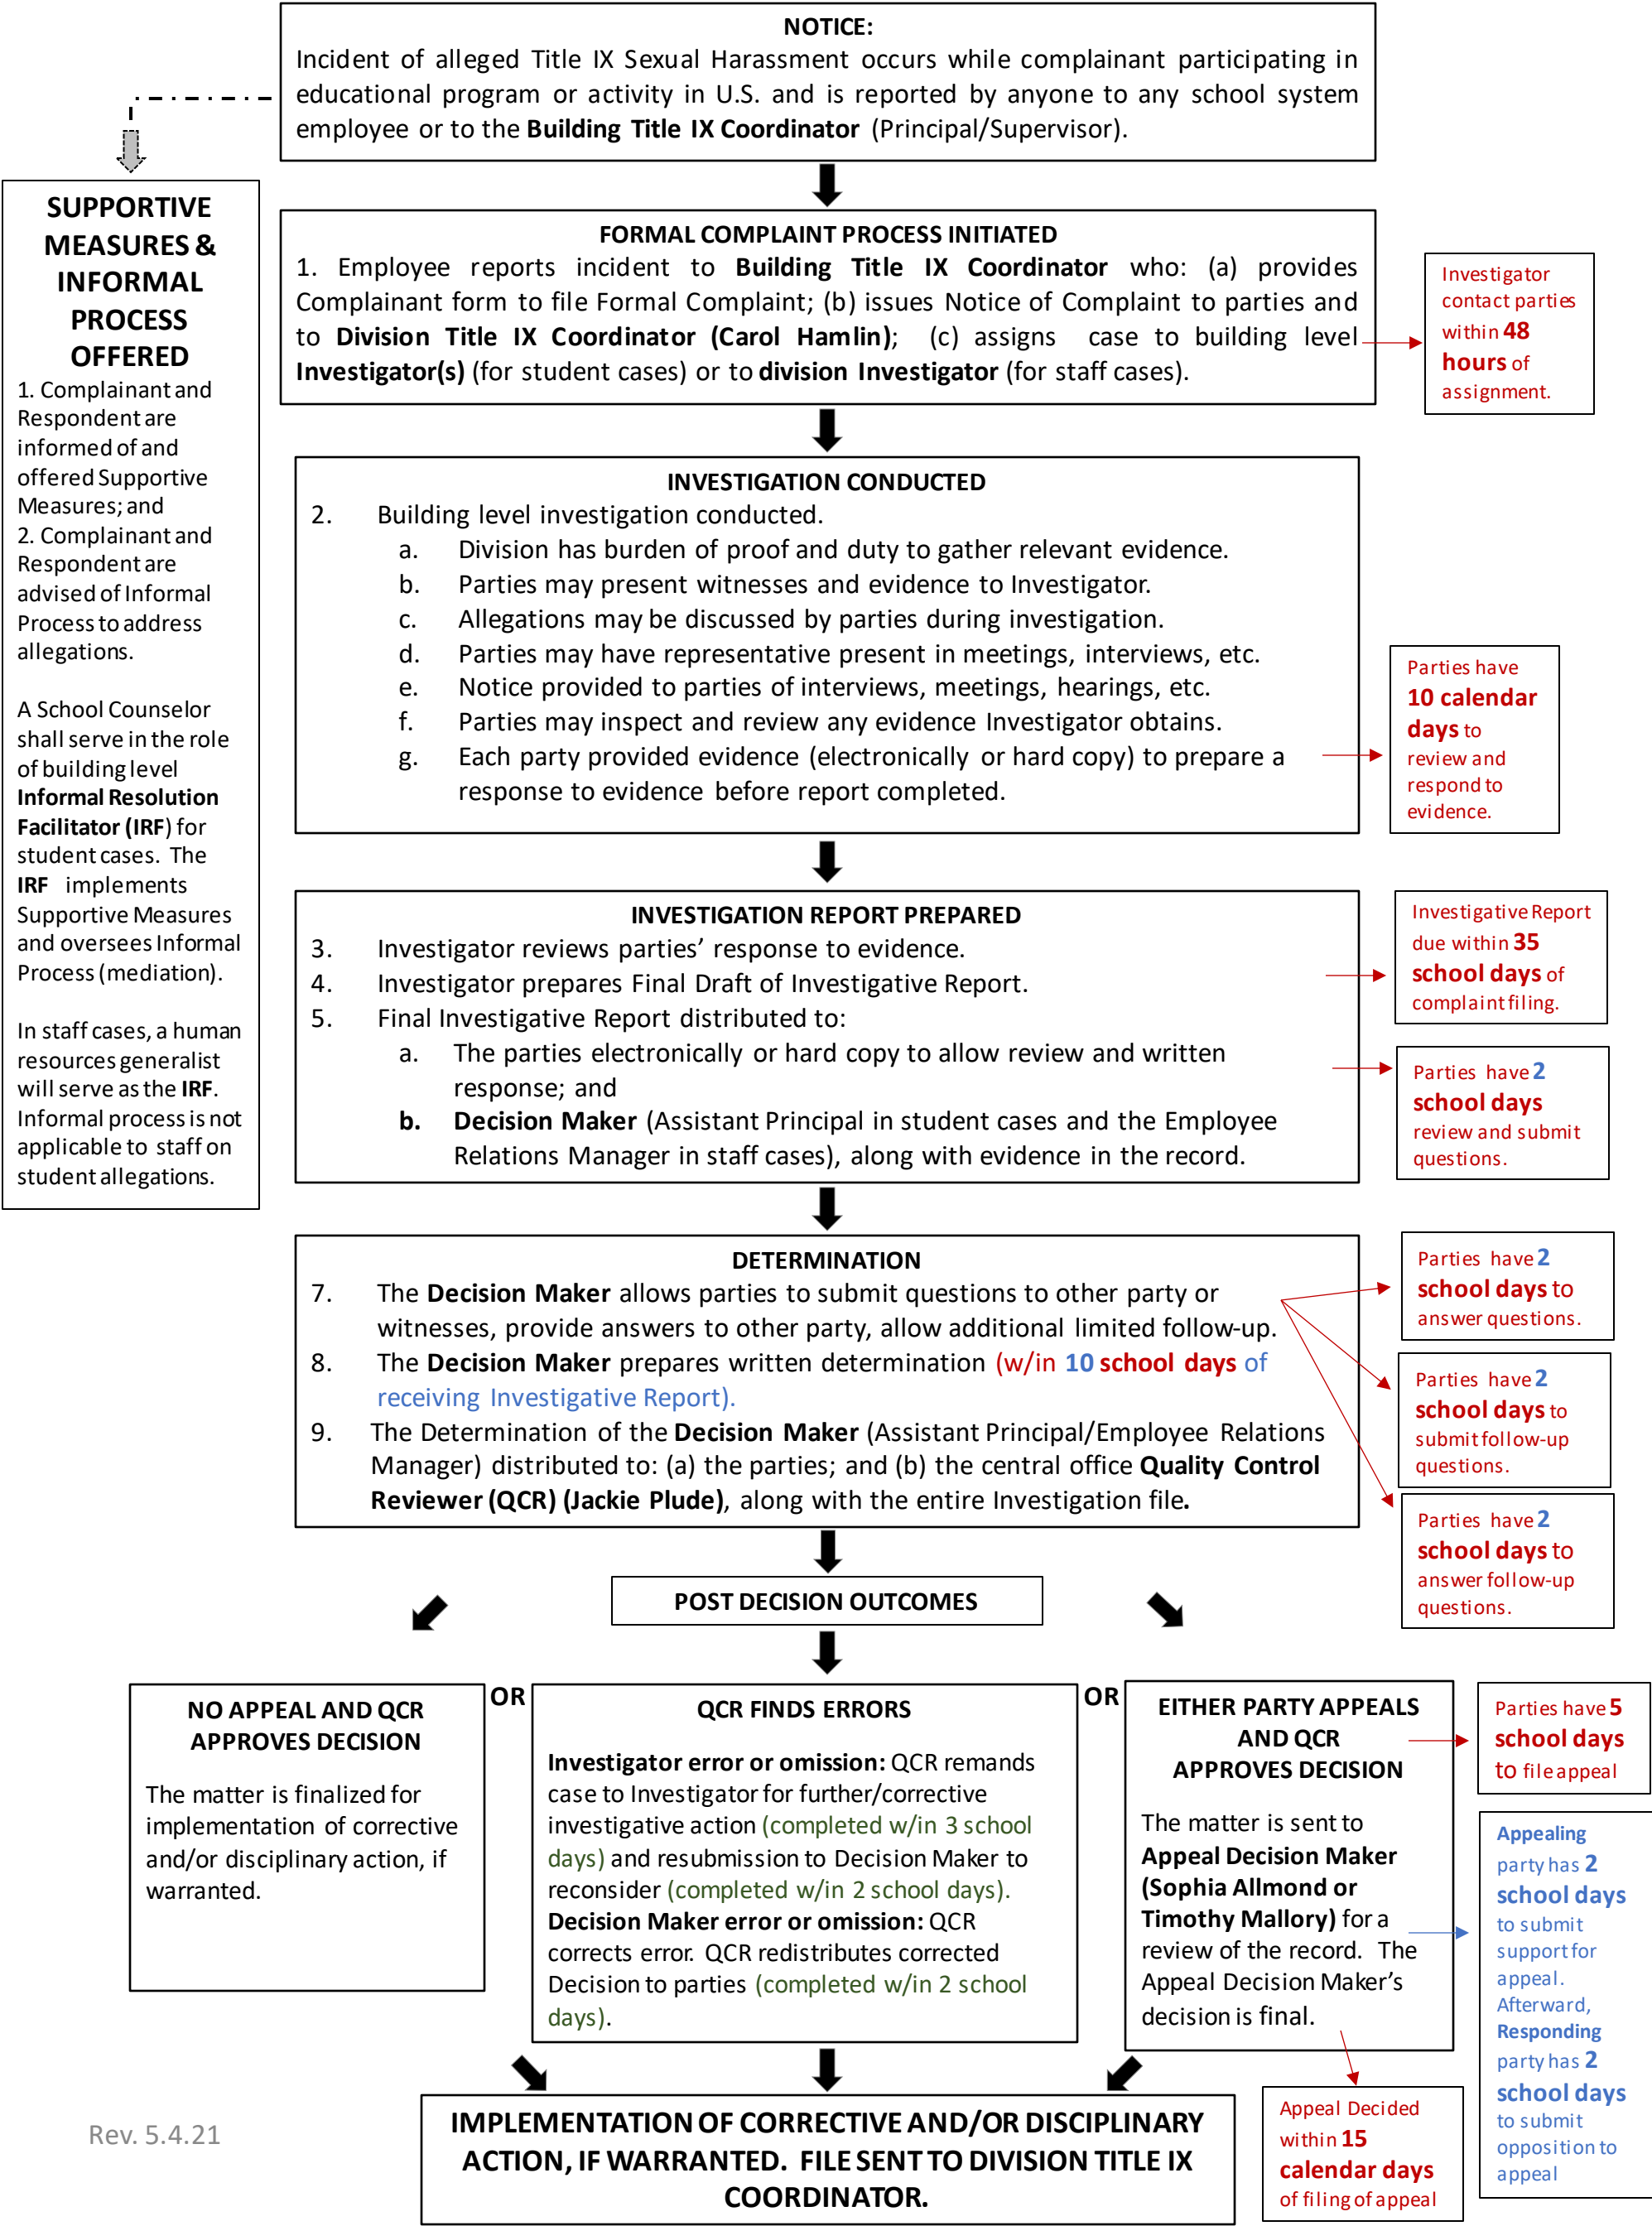 NOTICE:
Incident of alleged Title IX Sexual Harassment occurs while complainant participating in
educational program or activity in U.S. and is reported by anyone to any school system
employee or to the Building Title IX Coordinator (Principal/Supervisor).
SUPPORTIVE
MEASURES &
INFORMAL
PROCESS
OFFERED
1. Complainant and
Respondent are
informed of and
offered Supportive
Measures; and
2. Complainant and
Respondent are
advised of Informal
Process to address
allegations.
A School Counselor
shall serve in the role
of building level
Informal Resolution
Facilitator (IRF) for
student cases. The
IRF implements
Supportive Measures
and oversees Informal
Process (mediation).
In staff cases, a human
resources generalist
will serve as the IRF.
Informal process is not
applicable to staff on
student allegations.
FORMAL COMPLAINT PROCESS INITIATED
1. Employee reports incident to Building Title IX Coordinator who: (a) provides
Complainant form to file Formal Complaint; (b) issues Notice of Complaint to parties and
to Division Title IX Coordinator (Carol Hamlin); (c) assigns case to building level
Investigator(s) (for student cases) or to division Investigator (for staff cases).
Investigator
contact parties
within 48
hours of
assignment.
INVESTIGATION CONDUCTED
2. Building level investigation conducted.
a. Division has burden of proof and duty to gather relevant evidence.
b. Parties may present witnesses and evidence to Investigator.
c. Allegations may be discussed by parties during investigation.
d. Parties may have representative present in meetings, interviews, etc.
e. Notice provided to parties of interviews, meetings, hearings, etc.
f. Parties may inspect and review any evidence Investigator obtains.
g. Each party provided evidence (electronically or hard copy) to prepare a
response to evidence before report completed.
Parties have
10 calendar
days to
review and
respond to
evidence.
INVESTIGATION REPORT PREPARED
3. Investigator reviews parties’ response to evidence.
4. Investigator prepares Final Draft of Investigative Report.
5. Final Investigative Report distributed to:
a. The parties electronically or hard copy to allow review and written
response; and
b. Decision Maker (Assistant Principal in student cases and the Employee
Relations Manager in staff cases), along with evidence in the record.
Investigative Report
due within 35
school days of
complaint filing.
Parties have 2
school days
review and submit
questions.
DETERMINATION
7. The Decision Maker allows parties to submit questions to other party or
witnesses, provide answers to other party, allow additional limited follow-up.
8. The Decision Maker prepares written determination (w/in 10 school days of
receiving Investigative Report).
9. The Determination of the Decision Maker (Assistant Principal/Employee Relations
Manager) distributed to: (a) the parties; and (b) the central office Quality Control
Reviewer (QCR) (Jackie Plude), along with the entire Investigation file.
Parties have 2
school days to
answer questions.
Parties have 2
school days to
submit follow-up
questions.
Parties have 2
school days to
answer follow-up
questions.
POST DECISION OUTCOMES
NO APPEAL AND QCR
APPROVES DECISION
The matter is finalized for
implementation of corrective
and/or disciplinary action, if
warranted.
OR
QCR FINDS ERRORS
Investigator error or omission: QCR remands
case to Investigator for further/corrective
investigative action (completed w/in 3 school
days) and resubmission to Decision Maker to
reconsider (completed w/in 2 school days).
Decision Maker error or omission: QCR
corrects error. QCR redistributes corrected
Decision to parties (completed w/in 2 school
days).
OR
EITHER PARTY APPEALS
AND QCR
APPROVES DECISION
The matter is sent to
Appeal Decision Maker
(Sophia Allmond or
Timothy Mallory) for a
review of the record. The
Appeal Decision Maker’s
decision is final.
Parties have 5
school days
to file appeal
Appealing
party has 2
school days
to submit
support for
appeal.
Afterward,
Responding
party has 2
school days
to submit
opposition to
appeal
Appeal Decided
within 15
calendar days
of filing of appeal
IMPLEMENTATION OF CORRECTIVE AND/OR DISCIPLINARY
ACTION, IF WARRANTED. FILE SENT TO DIVISION TITLE IX
COORDINATOR.
Rev. 5.4.21